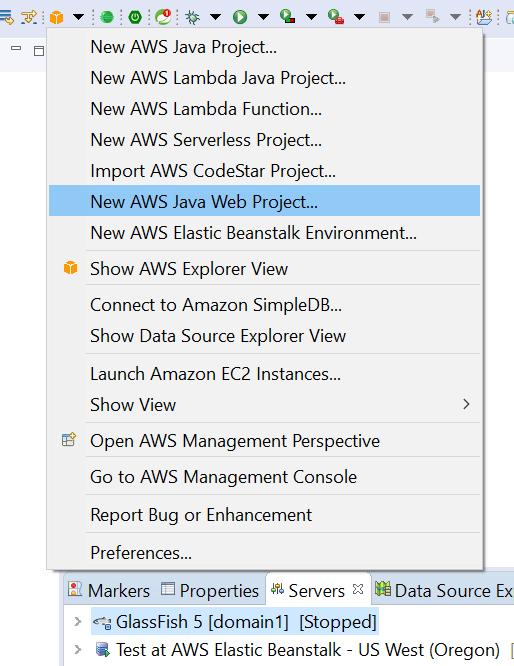 New AWS Java Project...
New AWS Lambda Java Project...
New AWS Lambda Function...
New AWS Serverless Project...
Import AWS CodeStar Project...
New AWS Java Web Project...
New AWS Elastic Beanstalk Environment...
Show AWS Explorer View
Connect to Amazon SimpleDB...
Show Data Source Explorer View
Launch Amazon EC2 Instances...
Show View
Open AWS Management Perspective
Go to AWS Management Console
Report Bug or Enhancement
Preferences...
Markers Properties Servers Data Source Ex
GlassFish 5 [domain1] [Stopped]
Test at AWS Elastic Beanstalk - US West (Oregon) [